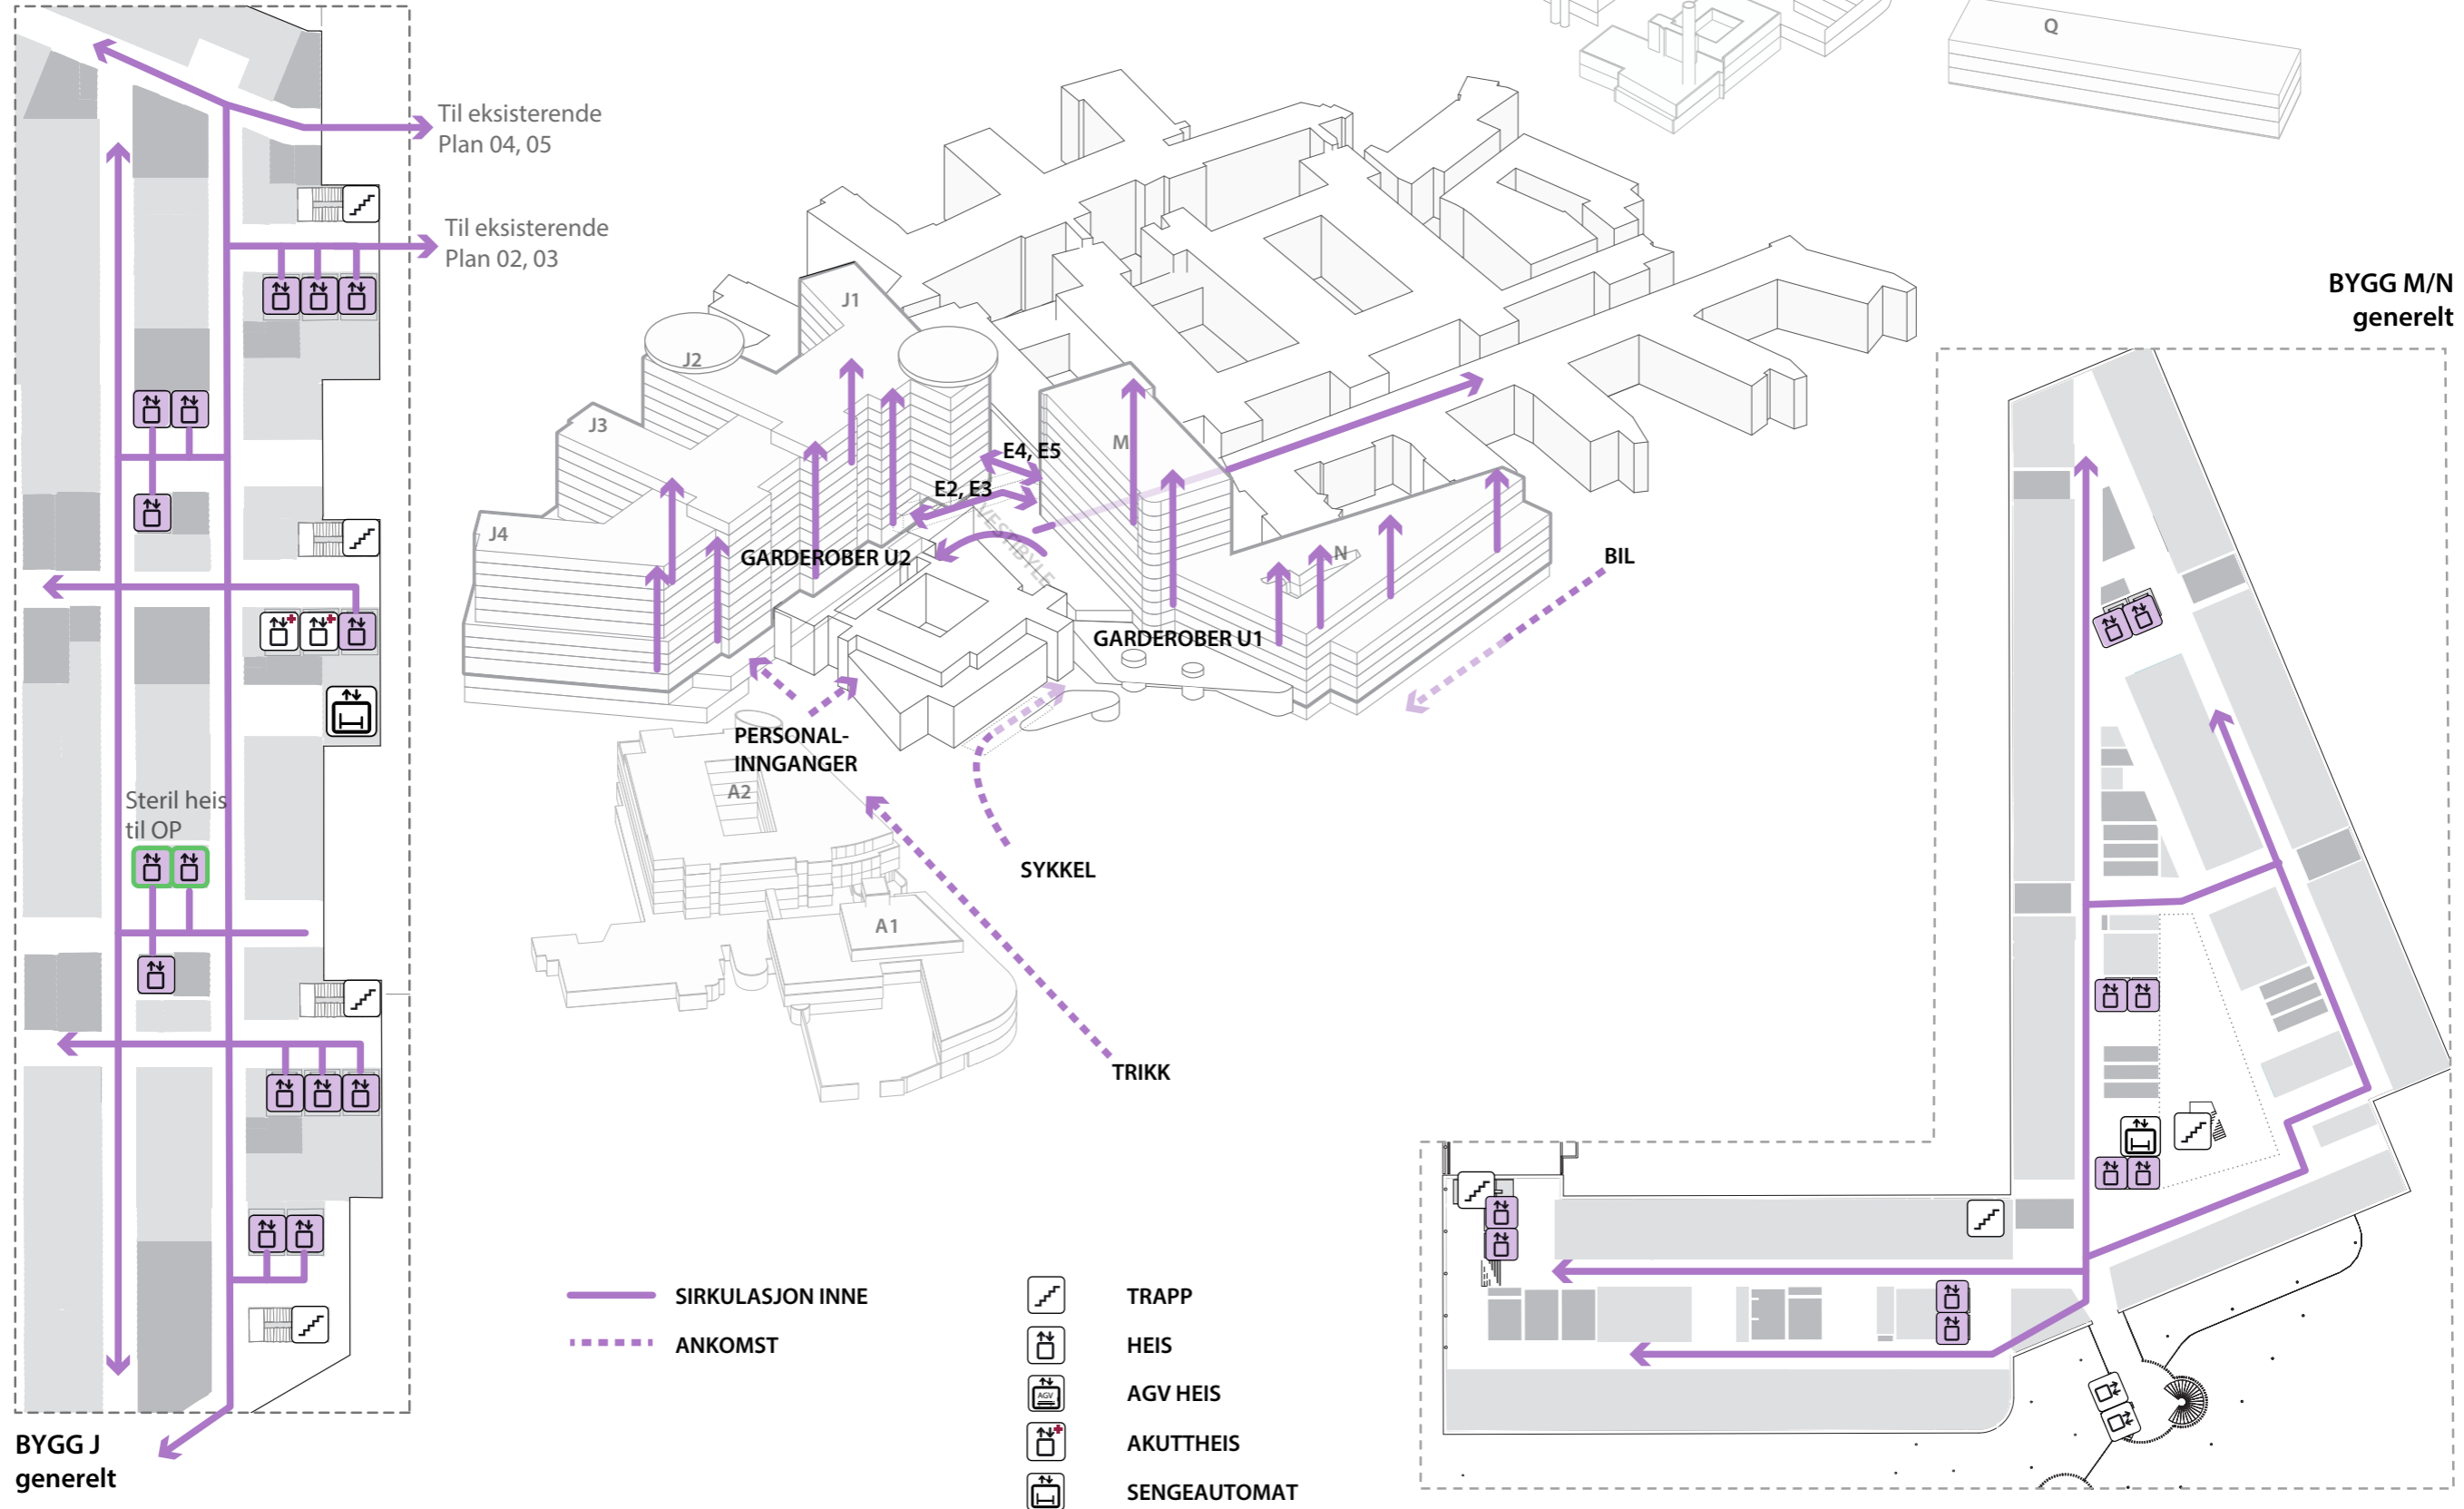 Q
Til eksisterende
Plan 04, 05
Til eksisterende
Plan 02, 03
BYGG M/N
generelt
J1
J2
J3
J4
M
N
E4, E5
E2, E3
VESTIBYLE
GARDEROBER U2
GARDEROBER U1
BIL
PERSONAL-
INNGANGER
A2
A1
SYKKEL
TRIKK
Steril heis
til OP
BYGG J
generelt
SIRKULASJON INNE
ANKOMST
TRAPP
HEIS
AGV
AGV HEIS
AKUTTHEIS
SENGEAUTOMAT